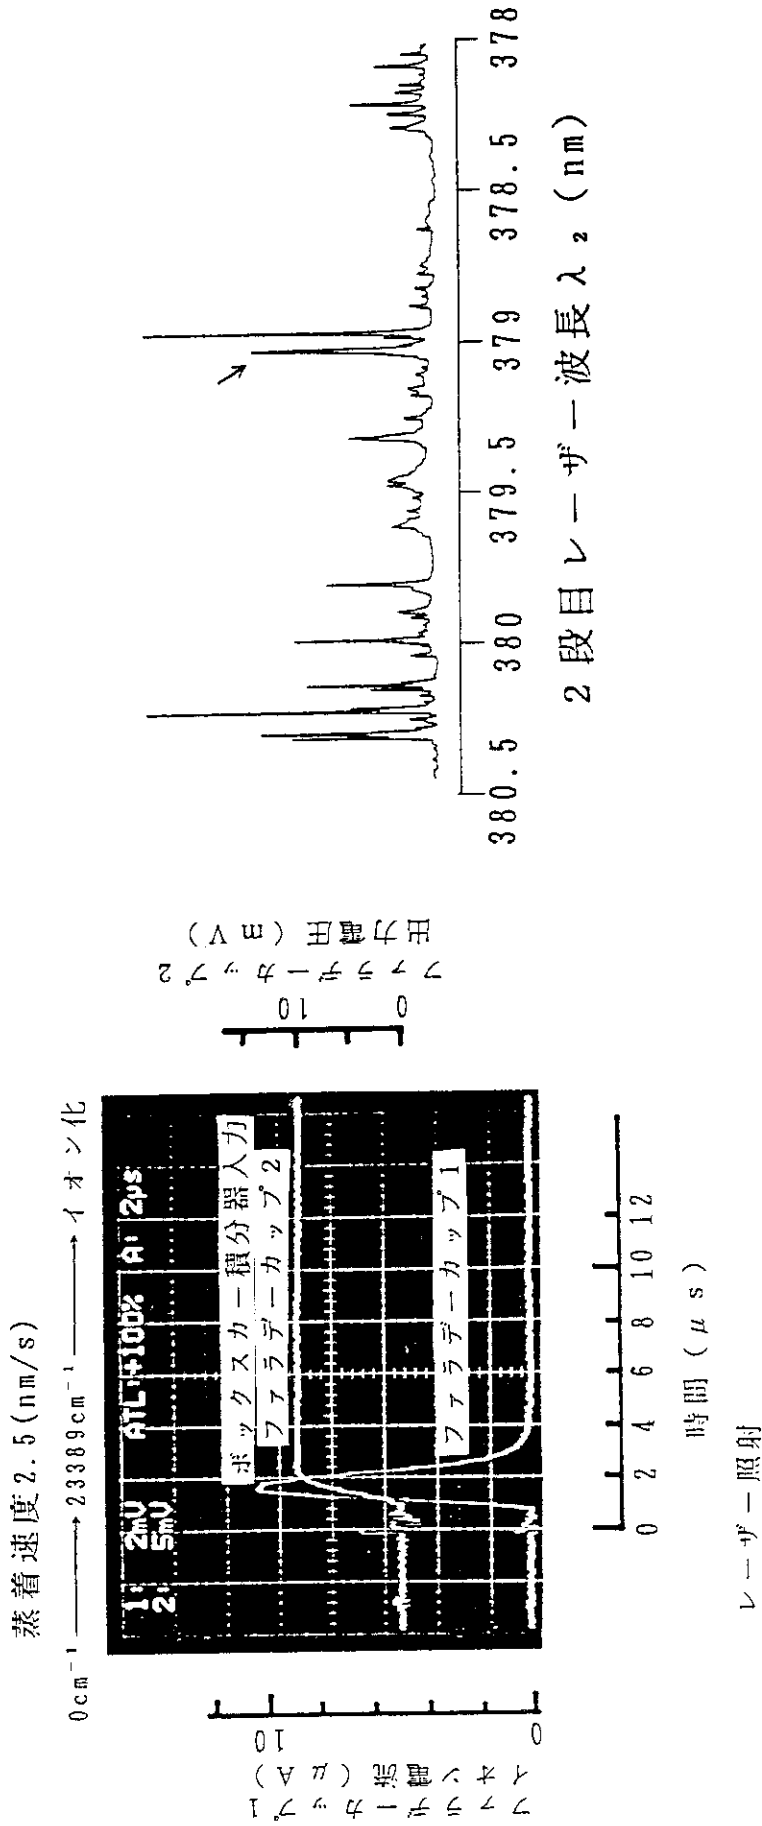 蒸着速度2.5(nm/s)
0cm⁻¹ ――→ 23389cm⁻¹ ――→ イオン化
1: 2mV ATL:+100% A: 2μs
2: 5mV
ボックスカー積分器入力
ファラデーカップ2
ファラデーカップ1
ファラデーカップ1
イオン電流(μA)
10
0
ファラデーカップ2
出力電圧(mV)
10
0
0 2 4 6 8 10 12
時間(μs)
レーザー照射
380.5 380 379.5 379 378.5 378
2段目レーザー波長λ₂(nm)